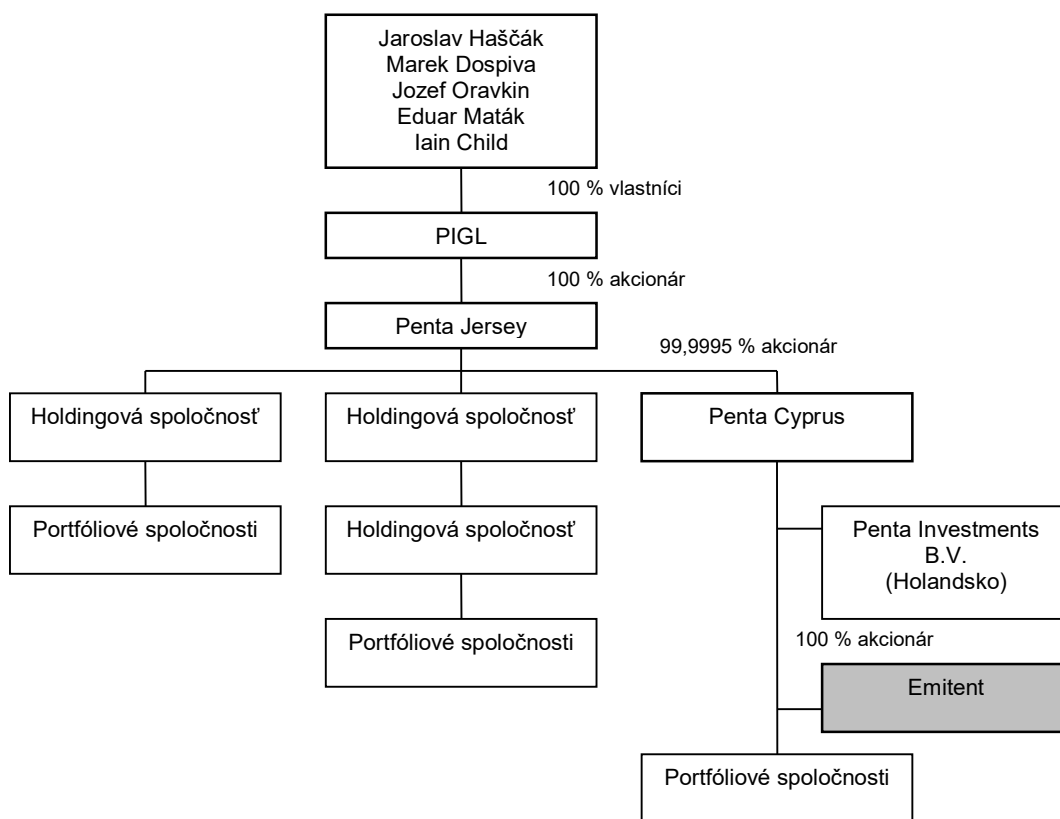 Jaroslav Haščák
Marek Dospiva
Jozef Oravkin
Eduar Maták
Iain Child
100 % vlastníci
PIGL
100 % akcionár
Penta Jersey
99,9995 % akcionár
Holdingová spoločnosť
Holdingová spoločnosť
Penta Cyprus
Portfóliové spoločnosti
Holdingová spoločnosť
Penta Investments
B.V.
(Holandsko)
Portfóliové spoločnosti
100 % akcionár
Emitent
Portfóliové spoločnosti